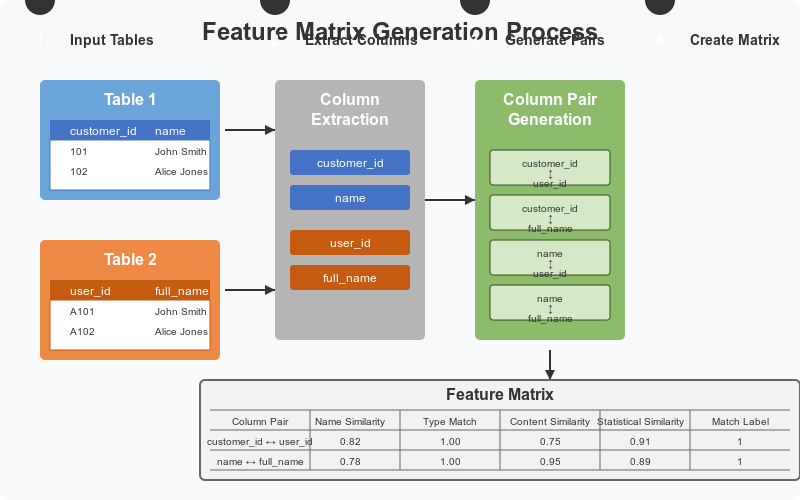 Feature Matrix Generation Process
1 Input Tables
Extract Columns
Generate Pairs
4 Create Matrix
Table 1
customer_id name
101 John Smith
102 Alice Jones
Table 2
user_id full_name
A101 John Smith
A102 Alice Jones
Column
Extraction
customer_id
name
user_id
full_name
Column Pair
Generation
customer_id
↕
user_id
customer_id
↕
full_name
name
↕
user_id
name
↕
full_name
Feature Matrix
Column Pair Name Similarity Type Match Content Similarity Statistical Similarity Match Label
customer_id ↔ user_id 0.82 1.00 0.75 0.91 1
name ↔ full_name 0.78 1.00 0.95 0.89 1